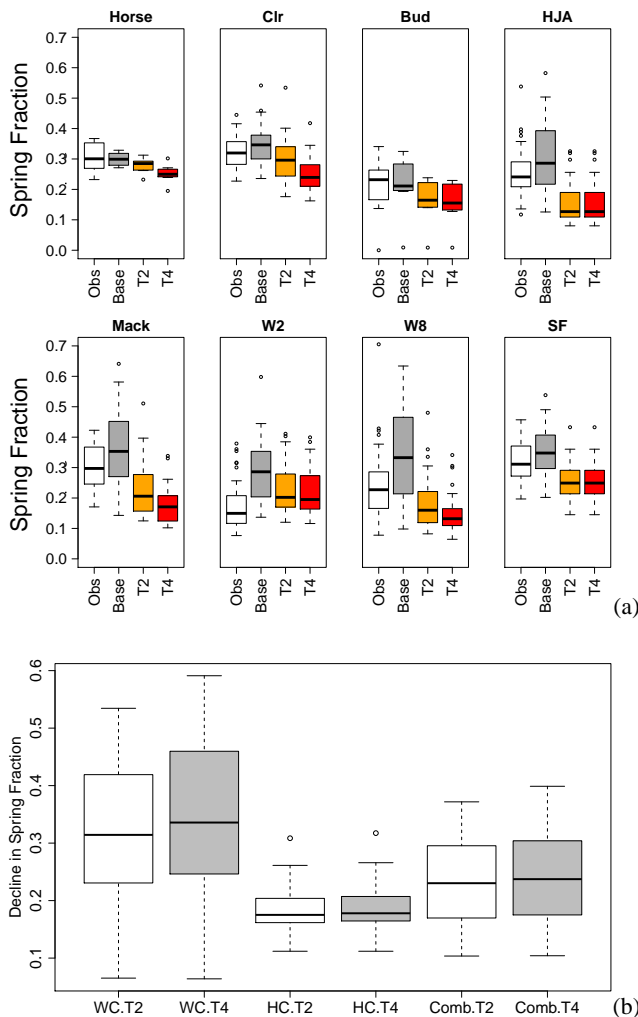 Horse Clr Bud HJA
Spring Fraction
0.7
0.6
0.5
0.4
0.3
0.2
0.1
0.0
Obs Base T2 T4 Obs Base T2 T4 Obs Base T2 T4 Obs Base T2 T4
Mack W2 W8 SF
Spring Fraction
0.7
0.6
0.5
0.4
0.3
0.2
0.1
0.0
Obs Base T2 T4 Obs Base T2 T4 Obs Base T2 T4 Obs Base T2 T4
(a)
Decline in Spring Fraction
0.6
0.5
0.4
0.3
0.2
0.1
WC.T2 WC.T4 HC.T2 HC.T4 Comb.T2 Comb.T4
(b)